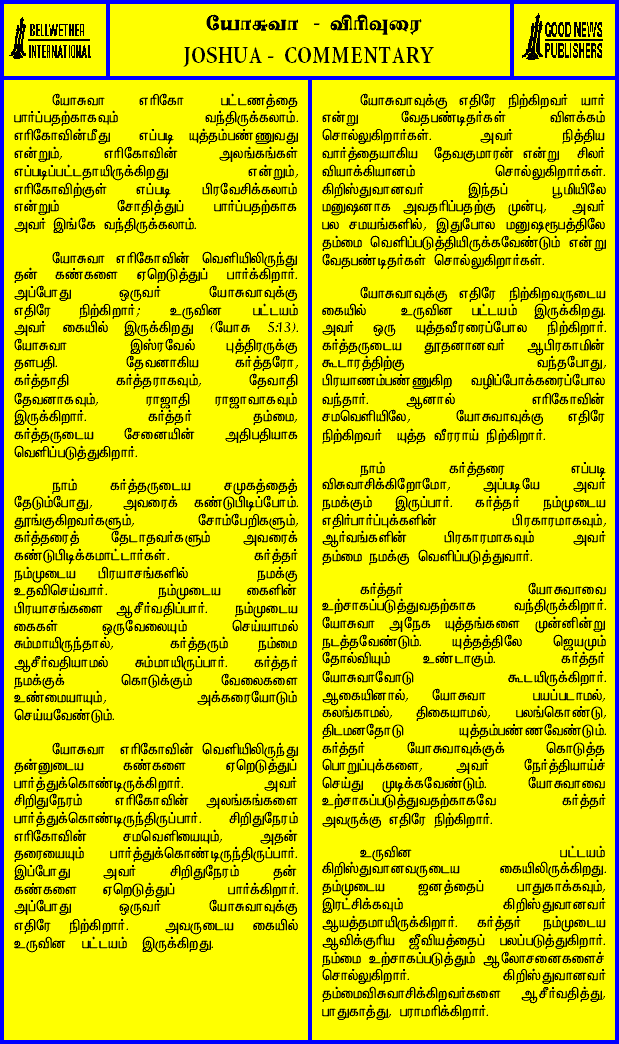 BELLWETHER
INTERNATIONAL
யோசுவா - விரிவுரை
JOSHUA - COMMENTARY
GOOD NEWS
PUBLISHERS
யோசுவா எரிகோ பட்டணத்தை
பார்ப்பதற்காகவும் வந்திருக்கலாம்.
எரிகோவின்மீது எப்படி யுத்தம்பண்ணுவது
என்றும், எரிகோவின் அலங்கங்கள்
எப்படிப்பட்டதாயிருக்கிறது என்றும்,
எரிகோவிற்குள் எப்படி பிரவேசிக்கலாம்
என்றும் சோதித்துப் பார்ப்பதற்காக
அவர் இங்கே வந்திருக்கலாம்.
யோசுவா எரிகோவின் வெளியிலிருந்து
தன் கண்களை ஏறெடுத்துப் பார்க்கிறார்.
அப்போது ஒருவர் யோசுவாவுக்கு
எதிரே நிற்கிறார்; உருவின பட்டயம்
அவர் கையில் இருக்கிறது (யோசு 5:13).
யோசுவா இஸ்ரவேல் புத்திரருக்கு
தளபதி. தேவனாகிய கர்த்தரோ,
கர்த்தாதி கர்த்தராகவும், தேவாதி
தேவனாகவும், ராஜாதி ராஜாவாகவும்
இருக்கிறார். கர்த்தர் தம்மை,
கர்த்தருடைய சேனையின் அதிபதியாக
வெளிப்படுத்துகிறார்.
நாம் கர்த்தருடைய சமுகத்தைத்
தேடும்போது, அவரைக் கண்டுபிடிப்போம்.
தூங்குகிறவர்களும், சோம்பேறிகளும்,
கர்த்தரைத் தேடாதவர்களும் அவரைக்
கண்டுபிடிக்கமாட்டார்கள். கர்த்தர்
நம்முடைய பிரயாசங்களில் நமக்கு
உதவிசெய்வார். நம்முடைய கைளின்
பிரயாசங்களை ஆசீர்வதிப்பார். நம்முடைய
கைகள் ஒருவேலையும் செய்யாமல்
சும்மாயிருந்தால், கர்த்தரும் நம்மை
ஆசீர்வதியாமல் சும்மாயிருப்பார். கர்த்தர்
நமக்குக் கொடுக்கும் வேலைகளை
உண்மையாயும், அக்கரையோடும்
செய்யவேண்டும்.
யோசுவா எரிகோவின் வெளியிலிருந்து
தன்னுடைய கண்களை ஏறெடுத்துப்
பார்த்துக்கொண்டிருக்கிறார். அவர்
சிறிதுநேரம் எரிகோவின் அலங்கங்களை
பார்த்துக்கொண்டிருந்திருப்பார். சிறிதுநேரம்
எரிகோவின் சமவெளியையும், அதன்
தரையையும் பார்த்துக்கொண்டிருந்திருப்பார்.
இப்போது அவர் சிறிதுநேரம் தன்
கண்களை ஏறெடுத்துப் பார்க்கிறார்.
அப்போது ஒருவர் யோசுவாவுக்கு
எதிரே நிற்கிறார். அவருடைய கையில்
உருவின பட்டயம் இருக்கிறது.
யோசுவாவுக்கு எதிரே நிற்கிறவர் யார்
என்று வேதபண்டிதர்கள் விளக்கம்
சொல்லுகிறார்கள். அவர் நித்திய
வார்த்தையாகிய தேவகுமாரன் என்று சிலர்
வியாக்கியானம் சொல்லுகிறார்கள்.
கிறிஸ்துவானவர் இந்தப் பூமியிலே
மனுஷனாக அவதரிப்பதற்கு முன்பு, அவர்
பல சமயங்களில், இதுபோல மனுஷரூபத்திலே
தம்மை வெளிப்படுத்தியிருக்கவேண்டும் என்று
வேதபண்டிதர்கள் சொல்லுகிறார்கள்.
யோசுவாவுக்கு எதிரே நிற்கிறவருடைய
கையில் உருவின பட்டயம் இருக்கிறது.
அவர் ஒரு யுத்தவீரரைப்போல நிற்கிறார்.
கர்த்தருடைய தூதனானவர் ஆபிரகாமின்
கூடாரத்திற்கு வந்தபோது,
பிரயாணம்பண்ணுகிற வழிப்போக்கரைப்போல
வந்தார். ஆனால் எரிகோவின்
சமவெளியிலே, யோசுவாவுக்கு எதிரே
நிற்கிறவர் யுத்த வீரராய் நிற்கிறார்.
நாம் கர்த்தரை எப்படி
விசுவாசிக்கிறோமோ, அப்படியே அவர்
நமக்கும் இருப்பார். கர்த்தர் நம்முடைய
எதிர்பார்ப்புக்களின் பிரகாரமாகவும்,
ஆர்வங்களின் பிரகாரமாகவும் அவர்
தம்மை நமக்கு வெளிப்படுத்துவார்.
கர்த்தர் யோசுவாவை
உற்சாகப்படுத்துவதற்காக வந்திருக்கிறார்.
யோசுவா அநேக யுத்தங்களை முன்னின்று
நடத்தவேண்டும். யுத்தத்திலே ஜெயமும்
தோல்வியும் உண்டாகும். கர்த்தர்
யோசுவாவோடு கூடயிருக்கிறார்.
ஆகையினால், யோசுவா பயப்படாமல்,
கலங்காமல், திகையாமல், பலங்கொண்டு,
திடமனதோடு யுத்தம்பண்ணவேண்டும்.
கர்த்தர் யோசுவாவுக்குக் கொடுத்த
பொறுப்புக்களை, அவர் நேர்த்தியாய்ச்
செய்து முடிக்கவேண்டும். யோசுவாவை
உற்சாகப்படுத்துவதற்காகவே கர்த்தர்
அவருக்கு எதிரே நிற்கிறார்.
உருவின பட்டயம்
கிறிஸ்துவானவருடைய கையிலிருக்கிறது.
தம்முடைய ஜனத்தைப் பாதுகாக்கவும்,
இரட்சிக்கவும் கிறிஸ்துவானவர்
ஆயத்தமாயிருக்கிறார். கர்த்தர் நம்முடைய
ஆவிக்குரிய ஜீவியத்தைப் பலப்படுத்துகிறார்.
நம்மை உற்சாகப்படுத்தும் ஆலோசனைகளைச்
சொல்லுகிறார். கிறிஸ்துவானவர்
தம்மைவிசுவாசிக்கிறவர்களை ஆசீர்வதித்து,
பாதுகாத்து, பராமரிக்கிறார்.